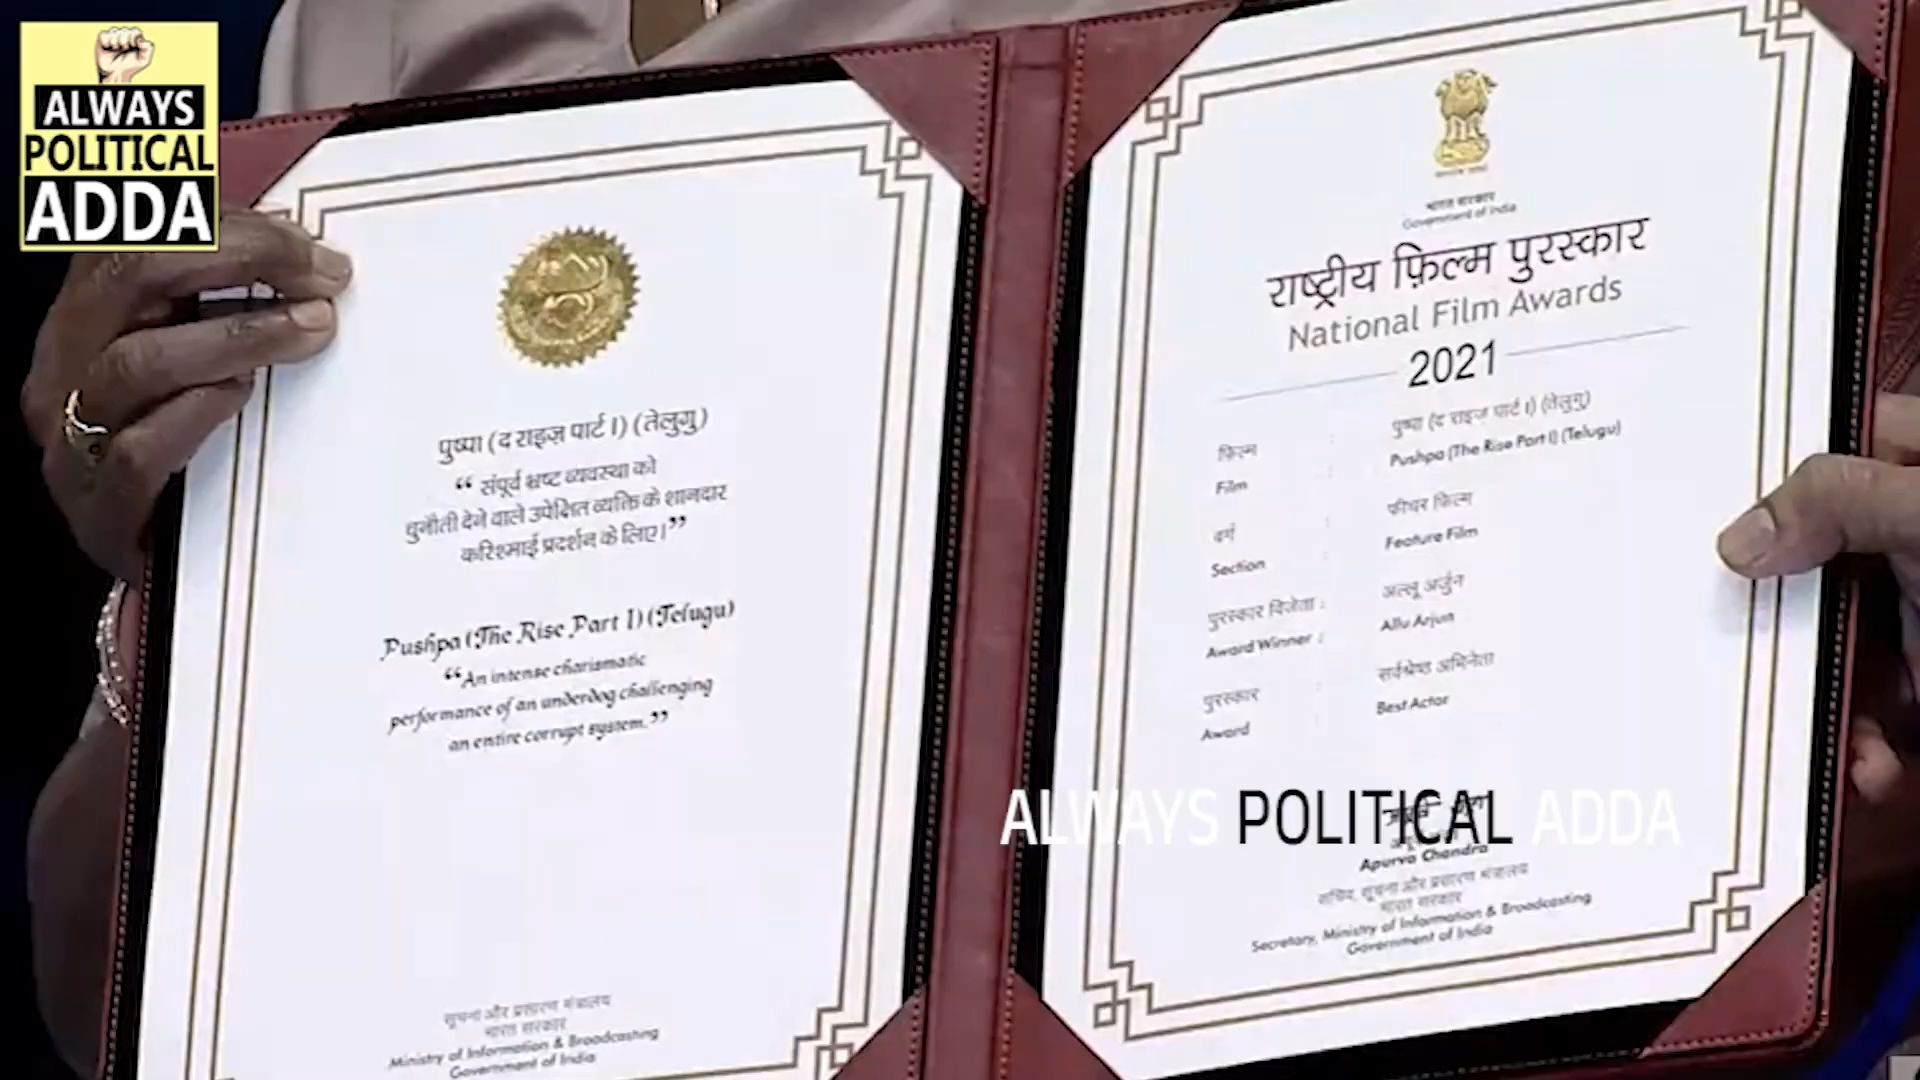 ALWAYS
POLITICAL
ADDA
पुष्पा (द राइज़ पार्ट I) (तेलुगु)
“ संपूर्व भ्रष्ट व्यवस्था को
चुनौती देने वाले उपेक्षित व्यक्ति के शानदार
करिश्माई प्रदर्शन के लिए।”
Pushpa (The Rise Part I) (Telugu)
“An intense charismatic
performance of an underdog challenging
an entire corrupt system.”
सूचना और प्रसारण मंत्रालय
भारत सरकार
Ministry of Information & Broadcasting
Government of India
भारत सरकार
Government of India
राष्ट्रीय फ़िल्म पुरस्कार
National Film Awards
2021
फ़िल्म : पुष्पा (द राइज़ पार्ट I) (तेलुगु)
Film : Pushpa (The Rise Part I) (Telugu)
वर्ग : फीचर फिल्म
Section : Feature Film
पुरस्कार विजेता : अल्लू अर्जुन
Award Winner : Allu Arjun
पुरस्कार : सर्वश्रेष्ठ अभिनेता
Award : Best Actor
ALWAYS POLITICAL ADDA
Apurva Chandra
सचिव, सूचना और प्रसारण मंत्रालय
भारत सरकार
Secretary, Ministry of Information & Broadcasting
Government of India